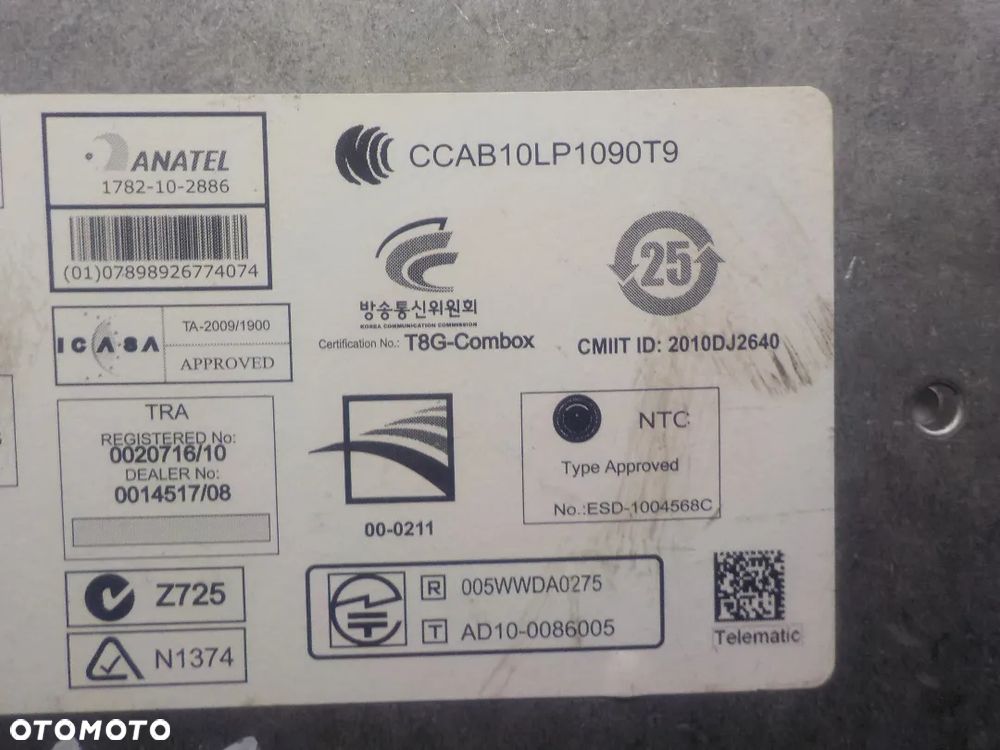 ANATEL
1782-10-2886
(01)07898926774074
CCAB10LP1090T9
방송통신위원회
KOREA COMMUNICATION COMMISSION
Certification No.: T8G-Combox
25
CMIIT ID: 2010DJ2640
ICASA
TA-2009/1900
APPROVED
TRA
REGISTERED No:
0020716/10
DEALER No:
0014517/08
00-0211
NTC
Type Approved
No.:ESD-1004568C
Z725
N1374
R 005WWDA0275
T AD10-0086005
Telematic
OTOMOTO